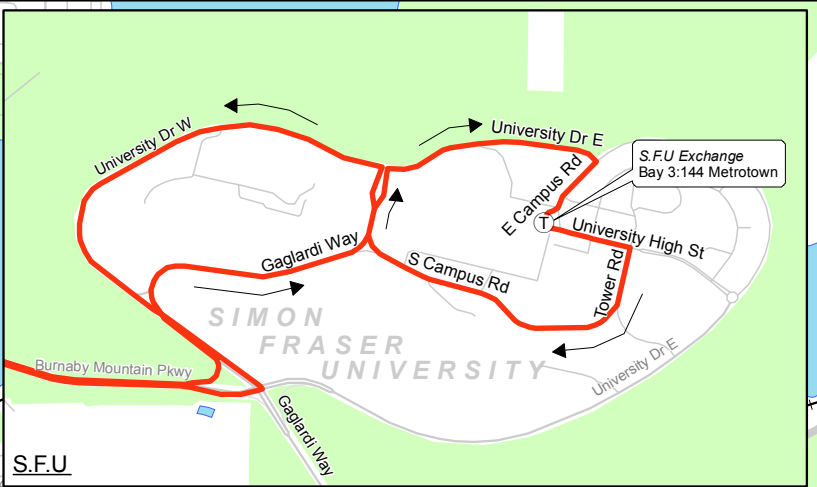 University Dr W
University Dr E
S.F.U Exchange
Bay 3:144 Metrotown
E Campus Rd
T
University High St
Gaglardi Way
S Campus Rd
Tower Rd
SIMON
FRASER
UNIVERSITY
Burnaby Mountain Pkwy
University Dr E
Gaglardi Way
S.F.U